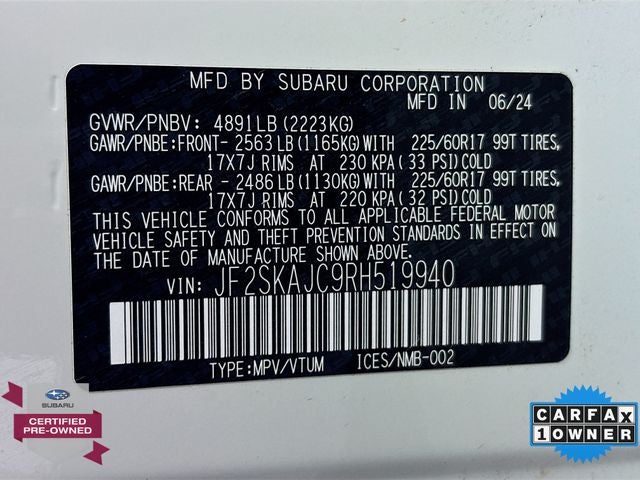 MFD BY SUBARU CORPORATION
MFD IN 06/24
GVWR/PNBV: 4891LB (2223KG)
GAWR/PNBE:FRONT- 2563 LB (1165KG) WITH 225/60R17 99T TIRES,
17X7J RIMS AT 230 KPA ( 33 PSI) COLD
GAWR/PNBE:REAR - 2486 LB (1130KG) WITH 225/60R17 99T TIRES,
17X7J RIMS AT 220 KPA ( 32 PSI) COLD
THIS VEHICLE CONFORMS TO ALL APPLICABLE FEDERAL MOTOR
VEHICLE SAFETY AND THEFT PREVENTION STANDARDS IN EFFECT
ON THE DATE OF MANUFACTURE SHOWN ABOVE.
VIN: JF2SKAJC9RH519940
TYPE:MPV/VTUM ICES/NMB-002
SUBARU
CERTIFIED
PRE-OWNED
CARFAX
1 OWNER